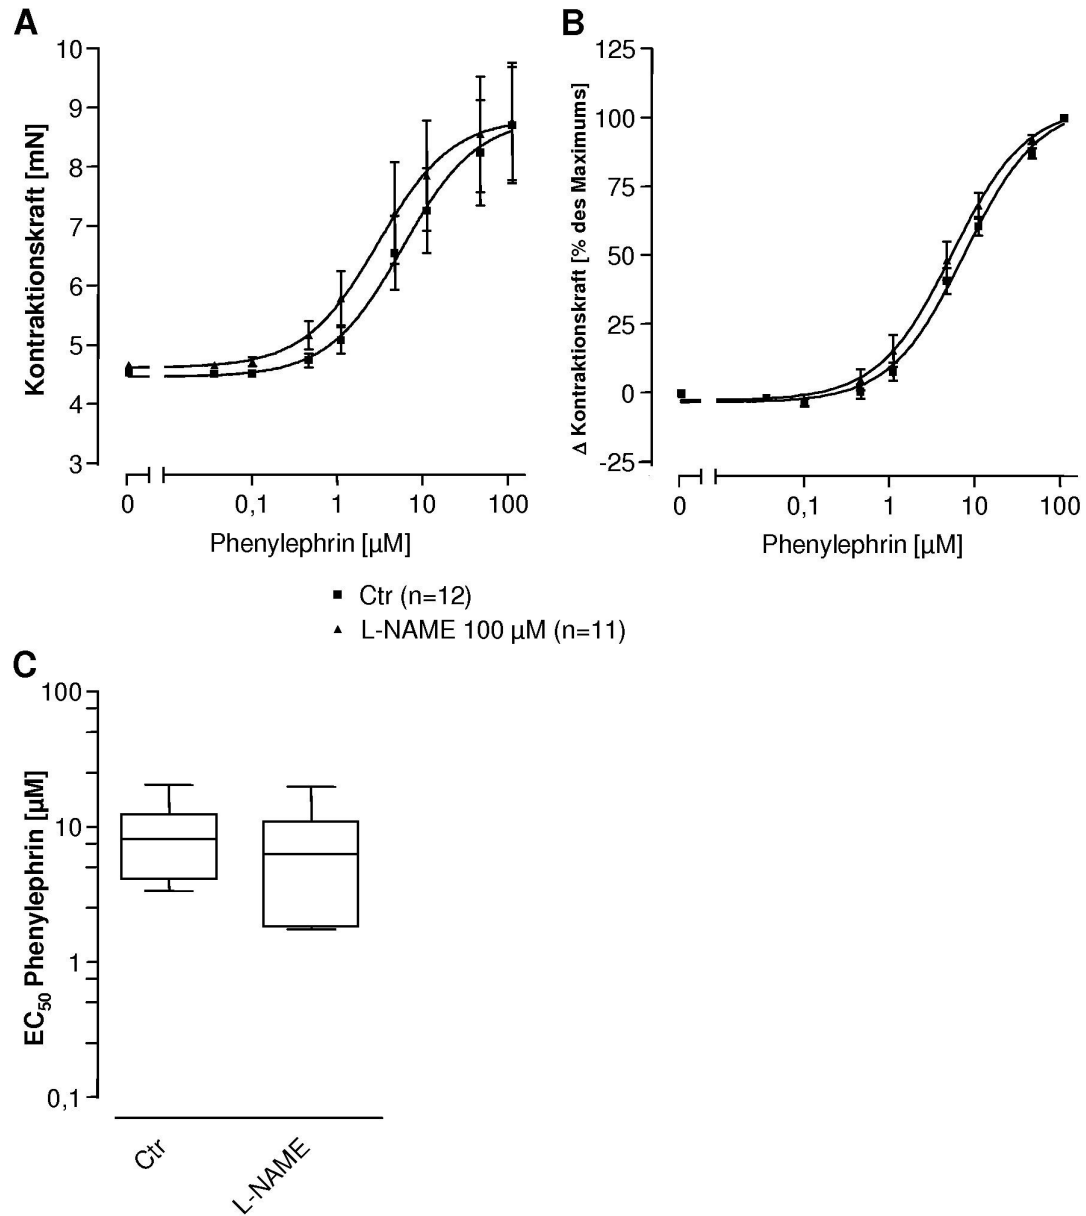 A
Kontraktionskraft [mN]
10
9
8
7
6
5
4
3
0 0,1 1 10 100
Phenylephrin [µM]
B
Δ Kontraktionskraft [% des Maximums]
125
100
75
50
25
0
-25
0 0,1 1 10 100
Phenylephrin [µM]
Ctr (n=12)
L-NAME 100 µM (n=11)
C
EC50 Phenylephrin [µM]
100
10
1
0,1
Ctr
L-NAME